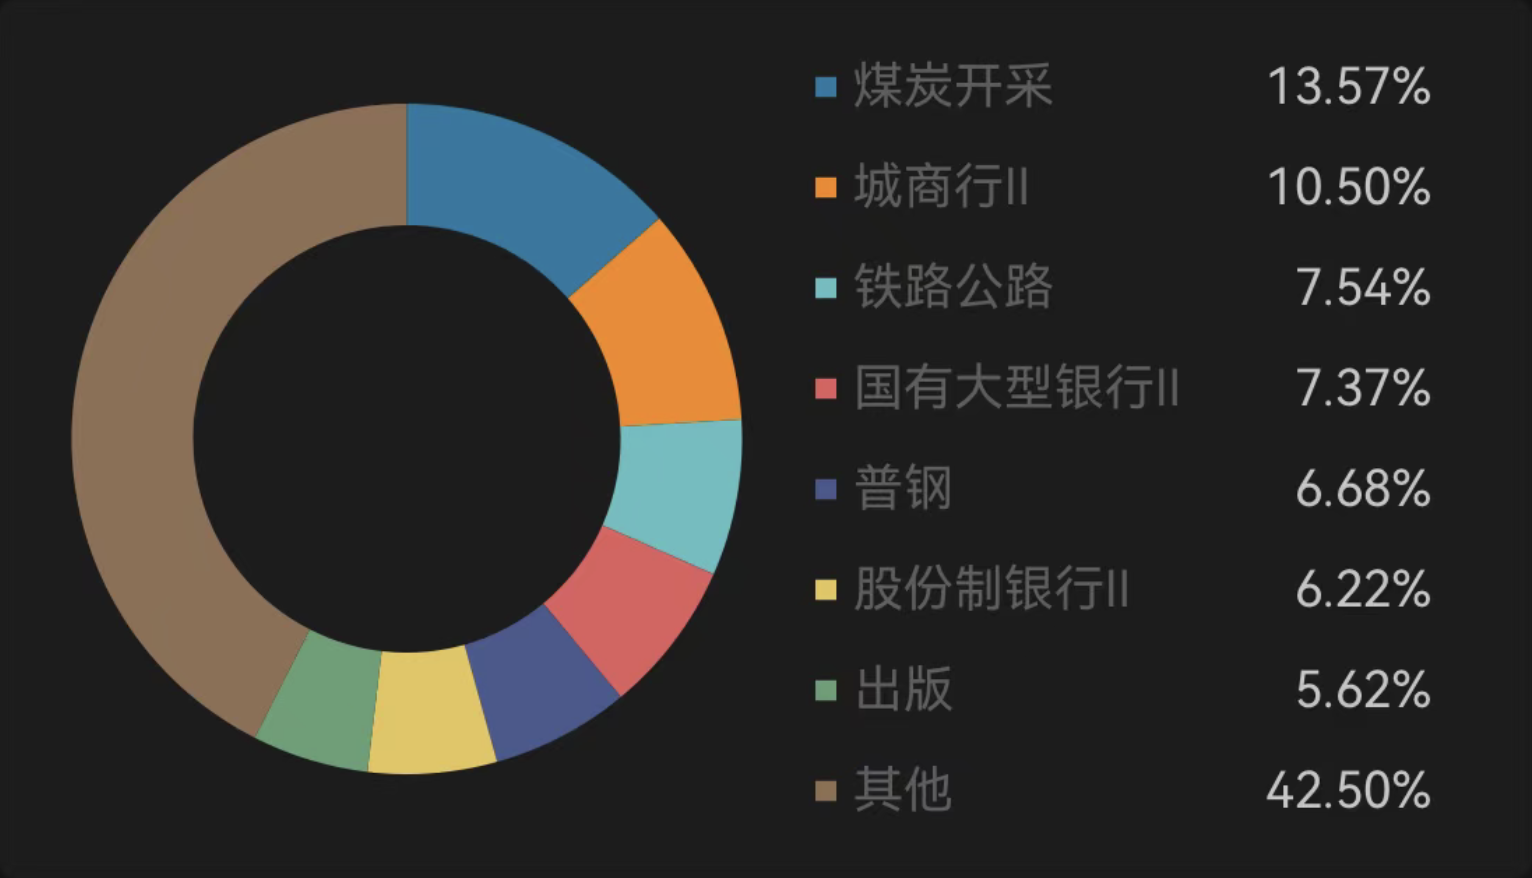 煤炭开采 13.57%
城商行II 10.50%
铁路公路 7.54%
国有大型银行II 7.37%
普钢 6.68%
股份制银行II 6.22%
出版 5.62%
其他 42.50%